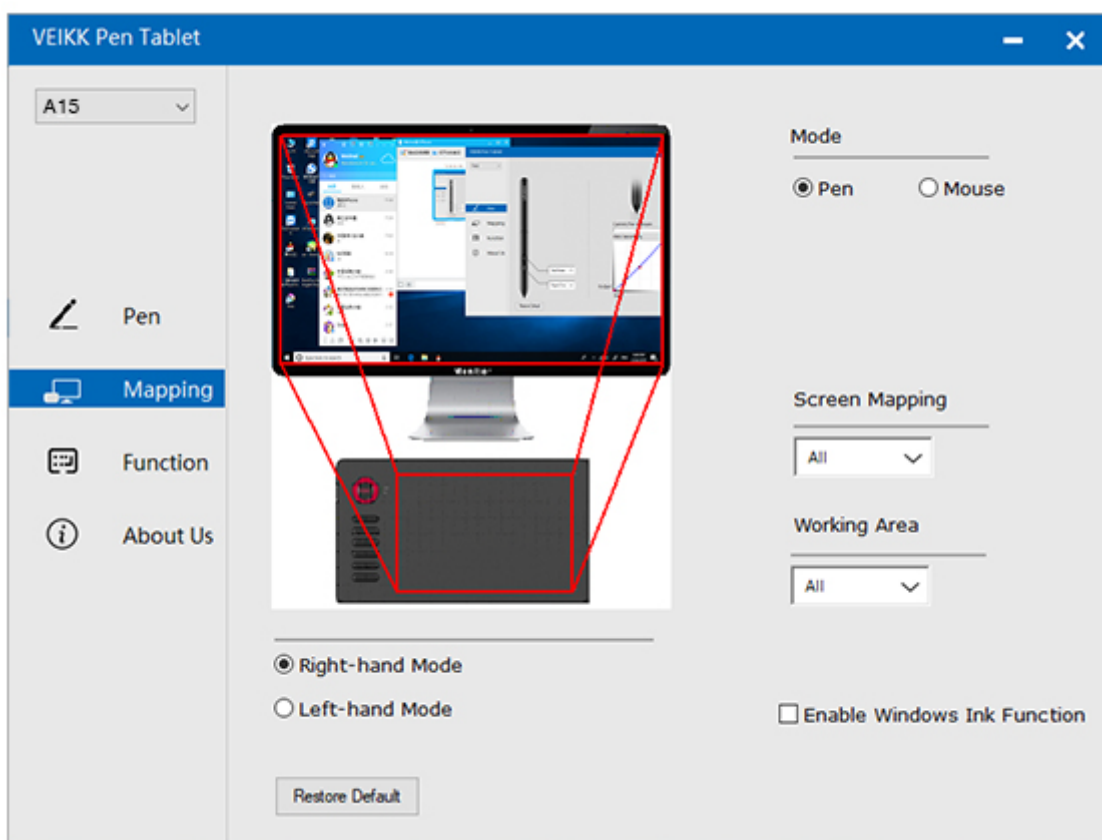 VEIKK Pen Tablet
A15
Pen
Mapping
Function
About Us
Mode
Pen
Mouse
Screen Mapping
All
Working Area
All
Right-hand Mode
Left-hand Mode
Enable Windows Ink Function
Restore Default